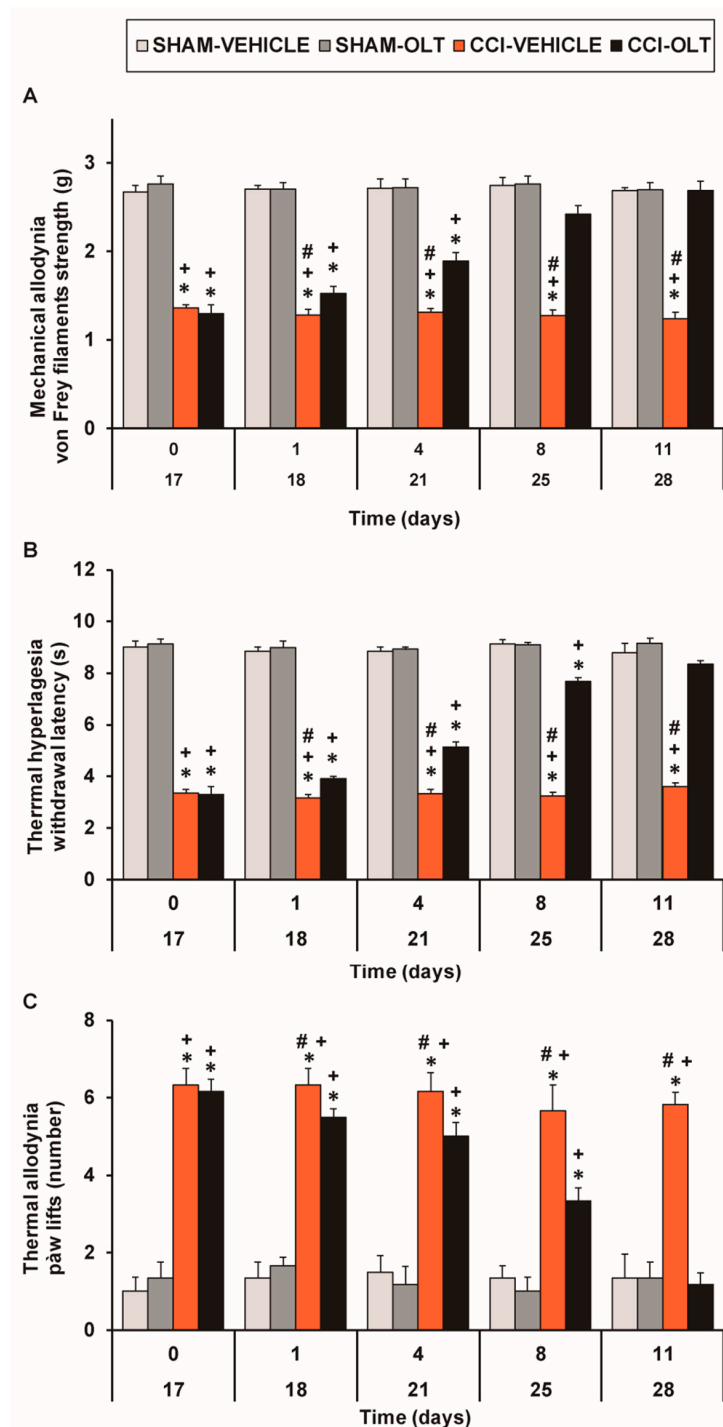 SHAM-VEHICLE SHAM-OLT CCI-VEHICLE CCI-OLT
A
Mechanical allodynia
von Frey filaments strength (g)
3
2
1
0
+ * + * # + * + * # + * + * # + * # + *
0 1 4 8 11
17 18 21 25 28
Time (days)
B
Therrmal hyperlagesia
withdrawal latency (s)
12
10
8
6
4
2
0
+ * + * # + * + * # + * + * # + * + * # + *
0 1 4 8 11
17 18 21 25 28
Time (days)
C
Thermal allodynia
pàw lifts (number)
8
6
4
2
0
+ * + * # + * + * # + * + * # + * + * # + *
0 1 4 8 11
17 18 21 25 28
Time (days)